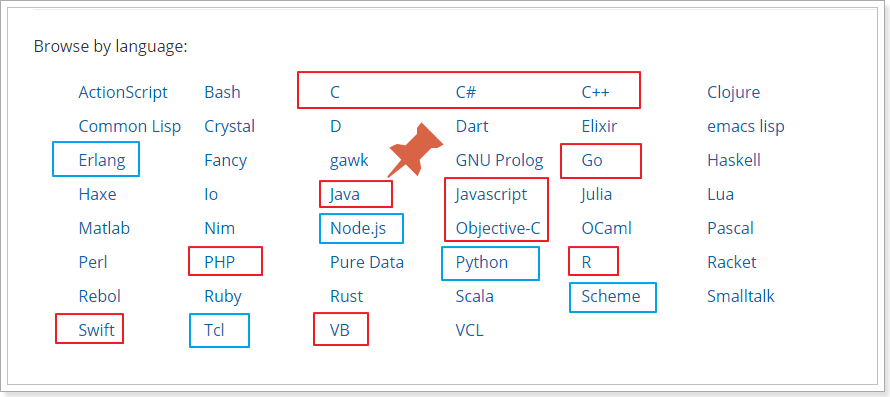 Browse by language:
ActionScript Bash C C# C++ Clojure
Common Lisp Crystal D Dart Elixir emacs lisp
Erlang Fancy gawk GNU Prolog Go Haskell
Haxe Io Java Javascript Julia Lua
Matlab Nim Node.js Objective-C OCaml Pascal
Perl PHP Pure Data Python R Racket
Rebol Ruby Rust Scala Scheme Smalltalk
Swift Tcl VB VCL